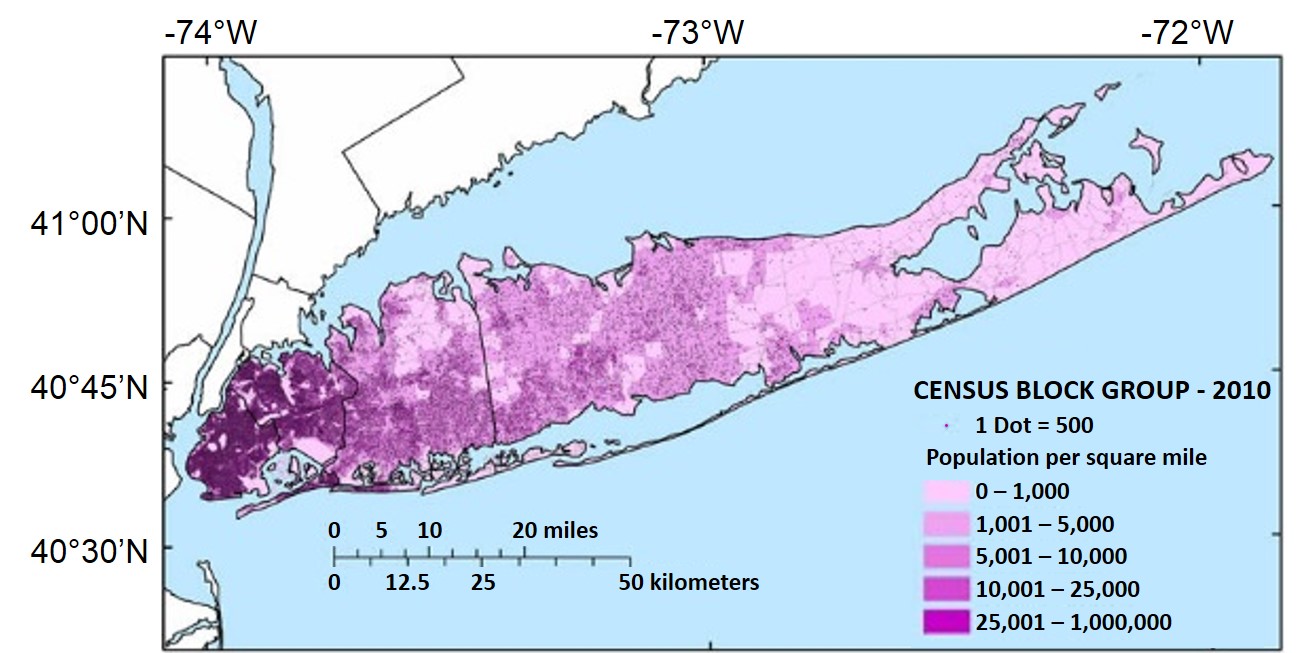 -74°W -73°W -72°W
41°00’N
40°45’N
CENSUS BLOCK GROUP - 2010
1 Dot = 500
Population per square mile
0 – 1,000
1,001 – 5,000
40°30’N
0 5 10 20 miles
5,001 – 10,000
0 12.5 25 50 kilometers
10,001 – 25,000
25,001 – 1,000,000